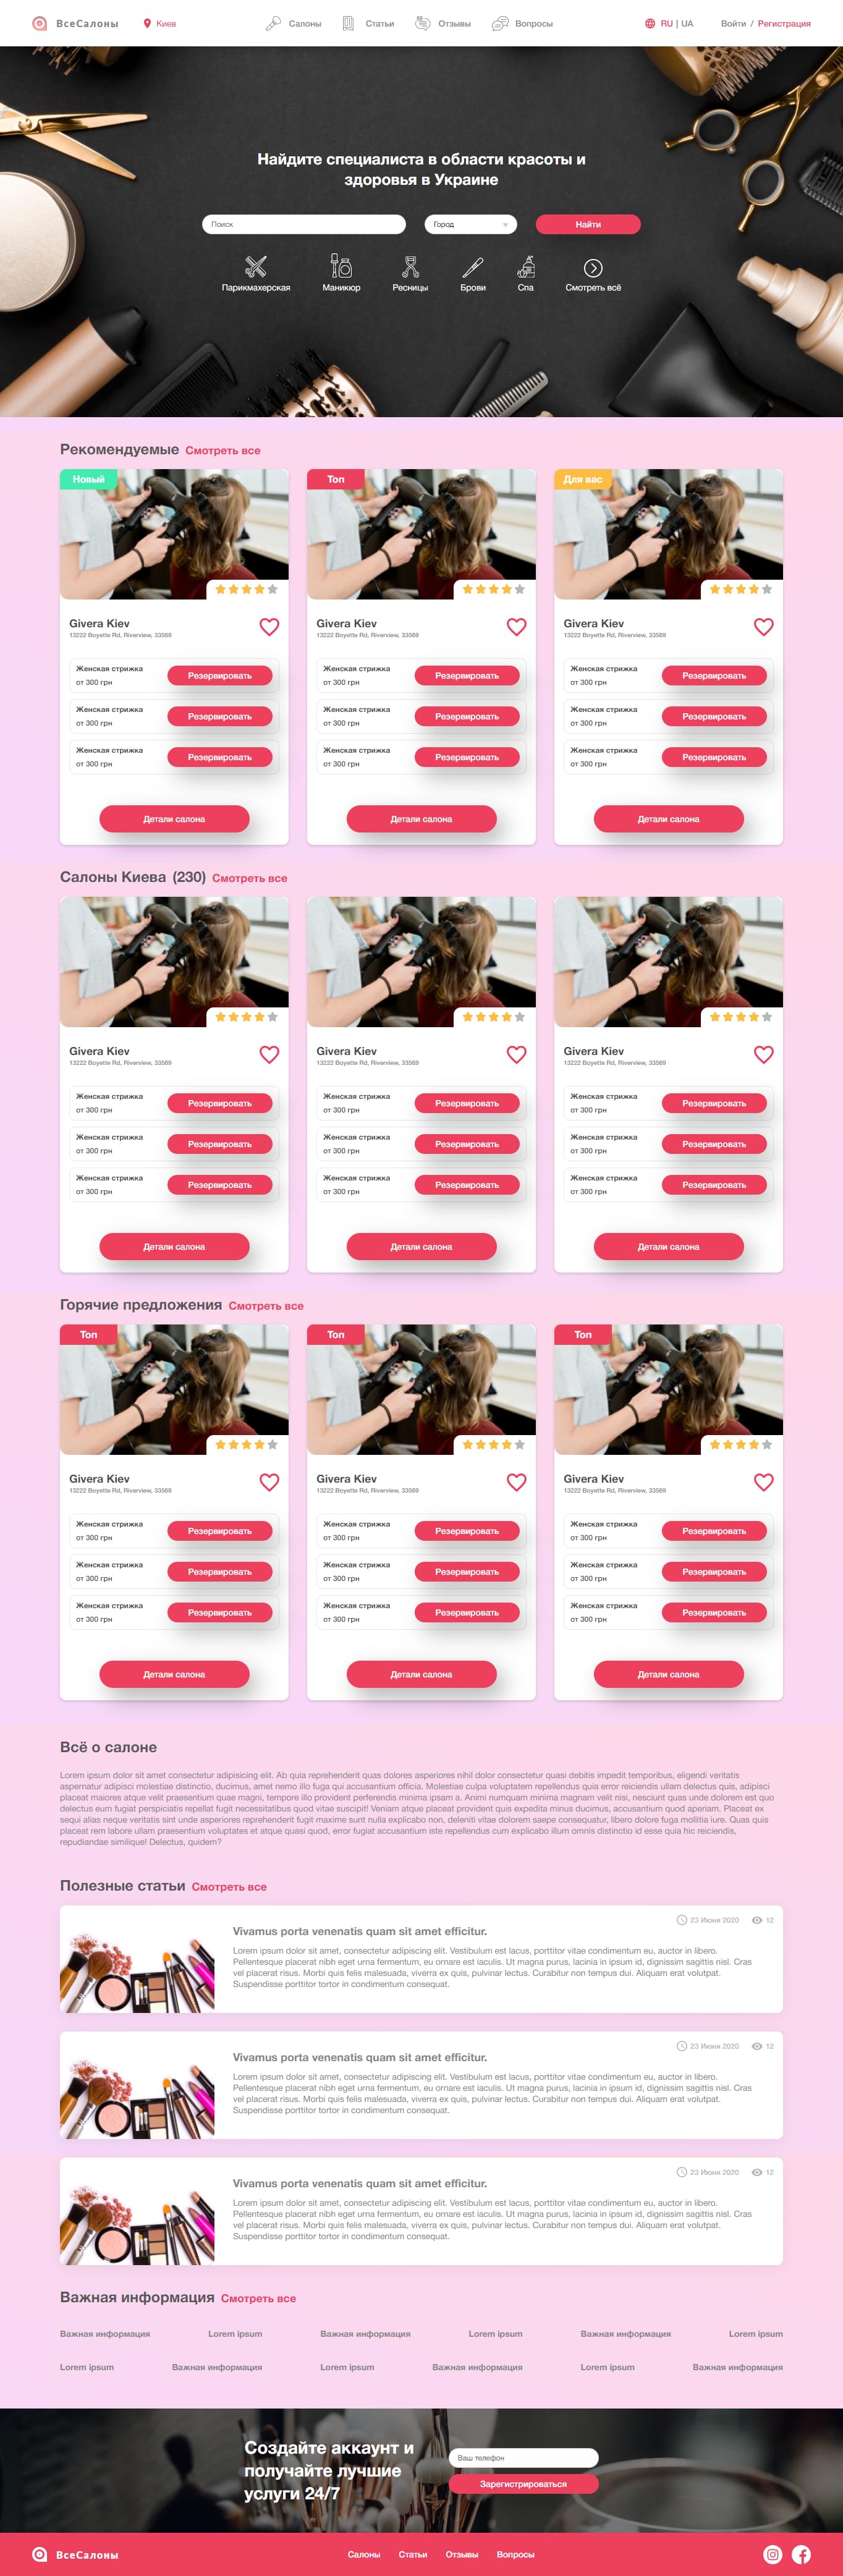 ВсеСалоны Киев Салоны Статьи Отзывы Вопросы RU | UA Войти / Регистрация
Найдите специалиста в области красоты и
здоровья в Украине
Поиск Город Найти
Парикмахерская Маникюр Ресницы Брови Спа Смотреть всё
Рекомендуемые Смотреть все
Новый Топ Для вас
Givera Kiev Givera Kiev Givera Kiev
13222 Boyette Rd, Riverview, 33569 13222 Boyette Rd, Riverview, 33569 13222 Boyette Rd, Riverview, 33569
Женская стрижка Женская стрижка Женская стрижка
Резервировать Резервировать Резервировать
от 300 грн от 300 грн от 300 грн
Женская стрижка Женская стрижка Женская стрижка
Резервировать Резервировать Резервировать
от 300 грн от 300 грн от 300 грн
Женская стрижка Женская стрижка Женская стрижка
Резервировать Резервировать Резервировать
от 300 грн от 300 грн от 300 грн
Детали салона Детали салона Детали салона
Салоны Киева (230) Смотреть все
Givera Kiev Givera Kiev Givera Kiev
13222 Boyette Rd, Riverview, 33569 13222 Boyette Rd, Riverview, 33569 13222 Boyette Rd, Riverview, 33569
Женская стрижка Женская стрижка Женская стрижка
Резервировать Резервировать Резервировать
от 300 грн от 300 грн от 300 грн
Женская стрижка Женская стрижка Женская стрижка
Резервировать Резервировать Резервировать
от 300 грн от 300 грн от 300 грн
Женская стрижка Женская стрижка Женская стрижка
Резервировать Резервировать Резервировать
от 300 грн от 300 грн от 300 грн
Детали салона Детали салона Детали салона
Горячие предложения Смотреть все
Топ Топ Топ
Givera Kiev Givera Kiev Givera Kiev
13222 Boyette Rd, Riverview, 33569 13222 Boyette Rd, Riverview, 33569 13222 Boyette Rd, Riverview, 33569
Женская стрижка Женская стрижка Женская стрижка
Резервировать Резервировать Резервировать
от 300 грн от 300 грн от 300 грн
Женская стрижка Женская стрижка Женская стрижка
Резервировать Резервировать Резервировать
от 300 грн от 300 грн от 300 грн
Женская стрижка Женская стрижка Женская стрижка
Резервировать Резервировать Резервировать
от 300 грн от 300 грн от 300 грн
Детали салона Детали салона Детали салона
Всё о салоне
Lorem ipsum dolor sit amet consectetur adipisicing elit. Ab quia reprehenderit quas dolores asperiores nihil dolor consectetur quasi debitis impedit temporibus, eligendi veritatis
aspernatur adipisci molestiae distinctio, ducimus, amet nemo illo fuga qui accusantium officia. Molestiae culpa voluptatem repellendus quia error reiciendis ullam delectus quis, adipisci
placeat maiores atque velit praesentium quae magni, tempore illo provident perferendis minima ipsam a. Animi numquam minima magnam velit nisi, nesciunt quas unde dolorem est quo
delectus eum fugiat perspiciatis repellat fugit necessitatibus quod vitae suscipit! Veniam atque placeat provident quis expedita minus ducimus, accusantium quod aperiam. Placeat ex
sequi alias neque veritatis sint unde asperiores reprehenderit fugit maxime sunt nulla explicabo non, deleniti vitae dolorem saepe consequatur, libero dolore fuga mollitia iure. Quas quis
placeat rem labore ullam praesentium voluptates et atque quasi quod, error fugiat accusantium iste repellendus cum explicabo illum omnis distinctio id esse quia hic reiciendis,
repudiandae similique! Delectus, quidem?
Полезные статьи Смотреть все
23 Июня 2020 12
Vivamus porta venenatis quam sit amet efficitur.
Lorem ipsum dolor sit amet, consectetur adipiscing elit. Vestibulum est lacus, porttitor vitae condimentum eu, auctor in libero.
Pellentesque placerat nibh eget urna fermentum, eu ornare est iaculis. Ut magna purus, lacinia in ipsum id, dignissim sagittis nisl. Cras
vel placerat risus. Morbi quis felis malesuada, viverra ex quis, pulvinar lectus. Curabitur non tempus dui. Aliquam erat volutpat.
Suspendisse porttitor tortor in condimentum consequat.
23 Июня 2020 12
Vivamus porta venenatis quam sit amet efficitur.
Lorem ipsum dolor sit amet, consectetur adipiscing elit. Vestibulum est lacus, porttitor vitae condimentum eu, auctor in libero.
Pellentesque placerat nibh eget urna fermentum, eu ornare est iaculis. Ut magna purus, lacinia in ipsum id, dignissim sagittis nisl. Cras
vel placerat risus. Morbi quis felis malesuada, viverra ex quis, pulvinar lectus. Curabitur non tempus dui. Aliquam erat volutpat.
Suspendisse porttitor tortor in condimentum consequat.
23 Июня 2020 12
Vivamus porta venenatis quam sit amet efficitur.
Lorem ipsum dolor sit amet, consectetur adipiscing elit. Vestibulum est lacus, porttitor vitae condimentum eu, auctor in libero.
Pellentesque placerat nibh eget urna fermentum, eu ornare est iaculis. Ut magna purus, lacinia in ipsum id, dignissim sagittis nisl. Cras
vel placerat risus. Morbi quis felis malesuada, viverra ex quis, pulvinar lectus. Curabitur non tempus dui. Aliquam erat volutpat.
Suspendisse porttitor tortor in condimentum consequat.
Важная информация Смотреть все
Важная информация Lorem ipsum Важная информация Lorem ipsum Важная информация Lorem ipsum
Lorem ipsum Важная информация Lorem ipsum Важная информация Lorem ipsum Важная информация
Создайте аккаунт и
получайте лучшие
услуги 24/7
Ваш телефон
Зарегистрироваться
ВсеСалоны Салоны Статьи Отзывы Вопросы